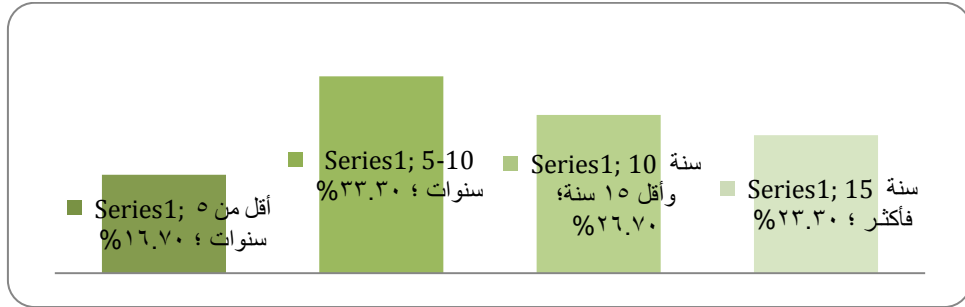 Series1; أقل من ٥
سنوات ؛ ١٦.٧٠%
Series1; 5-10
سنوات ؛ ٣٣.٣٠%
Series1; 10 سنة
وأقل ١٥ سنة؛
٢٦.٧٠%
Series1; 15 سنة
فأكثر ؛ ٢٣.٣٠%